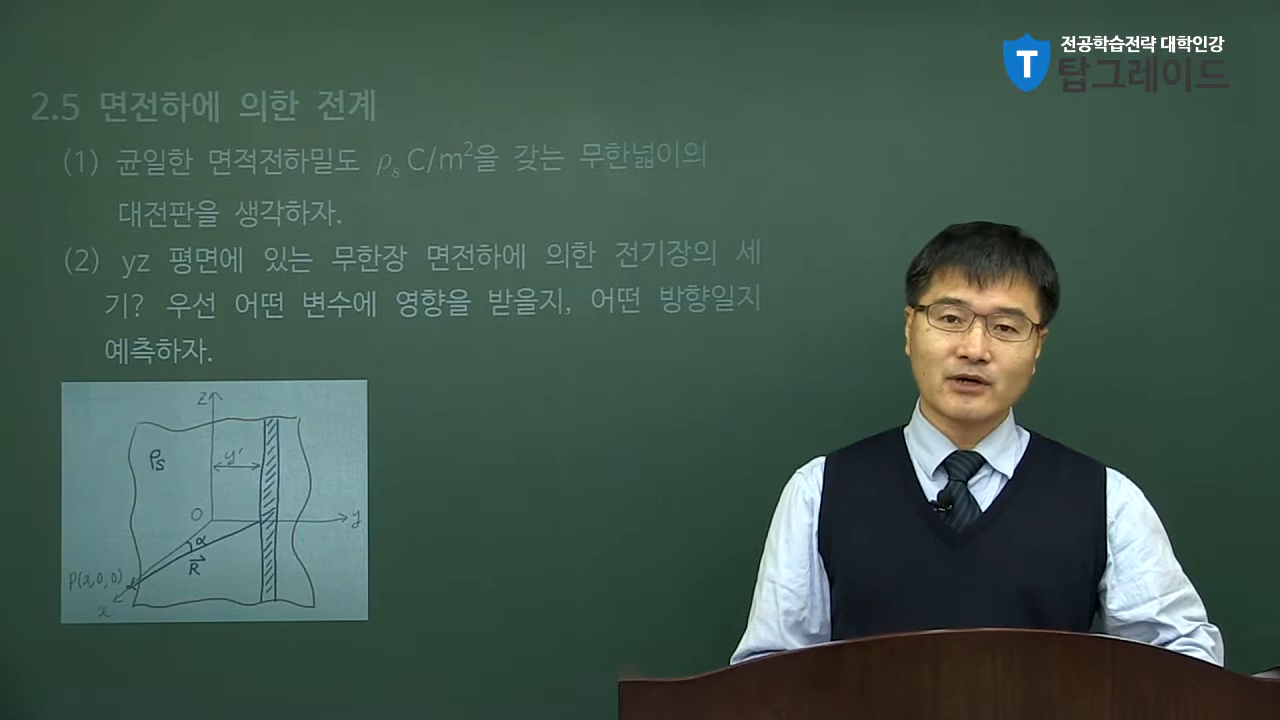 전공학습전략 대학인강
T 탑그레이드
2.5 면전하에 의한 전계
(1) 균일한 면적전하밀도 ρₛ C/m²을 갖는 무한넓이의
대전판을 생각하자.
(2) yz 평면에 있는 무한장 면전하에 의한 전기장의 세
기? 우선 어떤 변수에 영향을 받을지, 어떤 방향일지
예측하자.
z
ρs
y'
O
y
α
R
P(x,0,0)
x